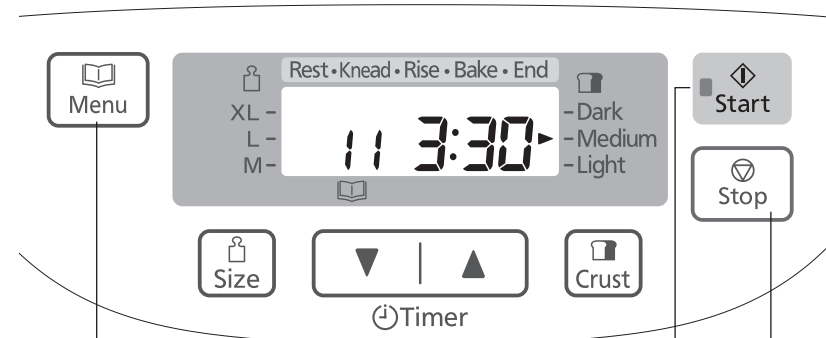 Menu
Rest • Knead • Rise • Bake • End
XL –
L –
M –
11 3:30
– Dark
– Medium
– Light
Start
Stop
Size
Timer
Crust